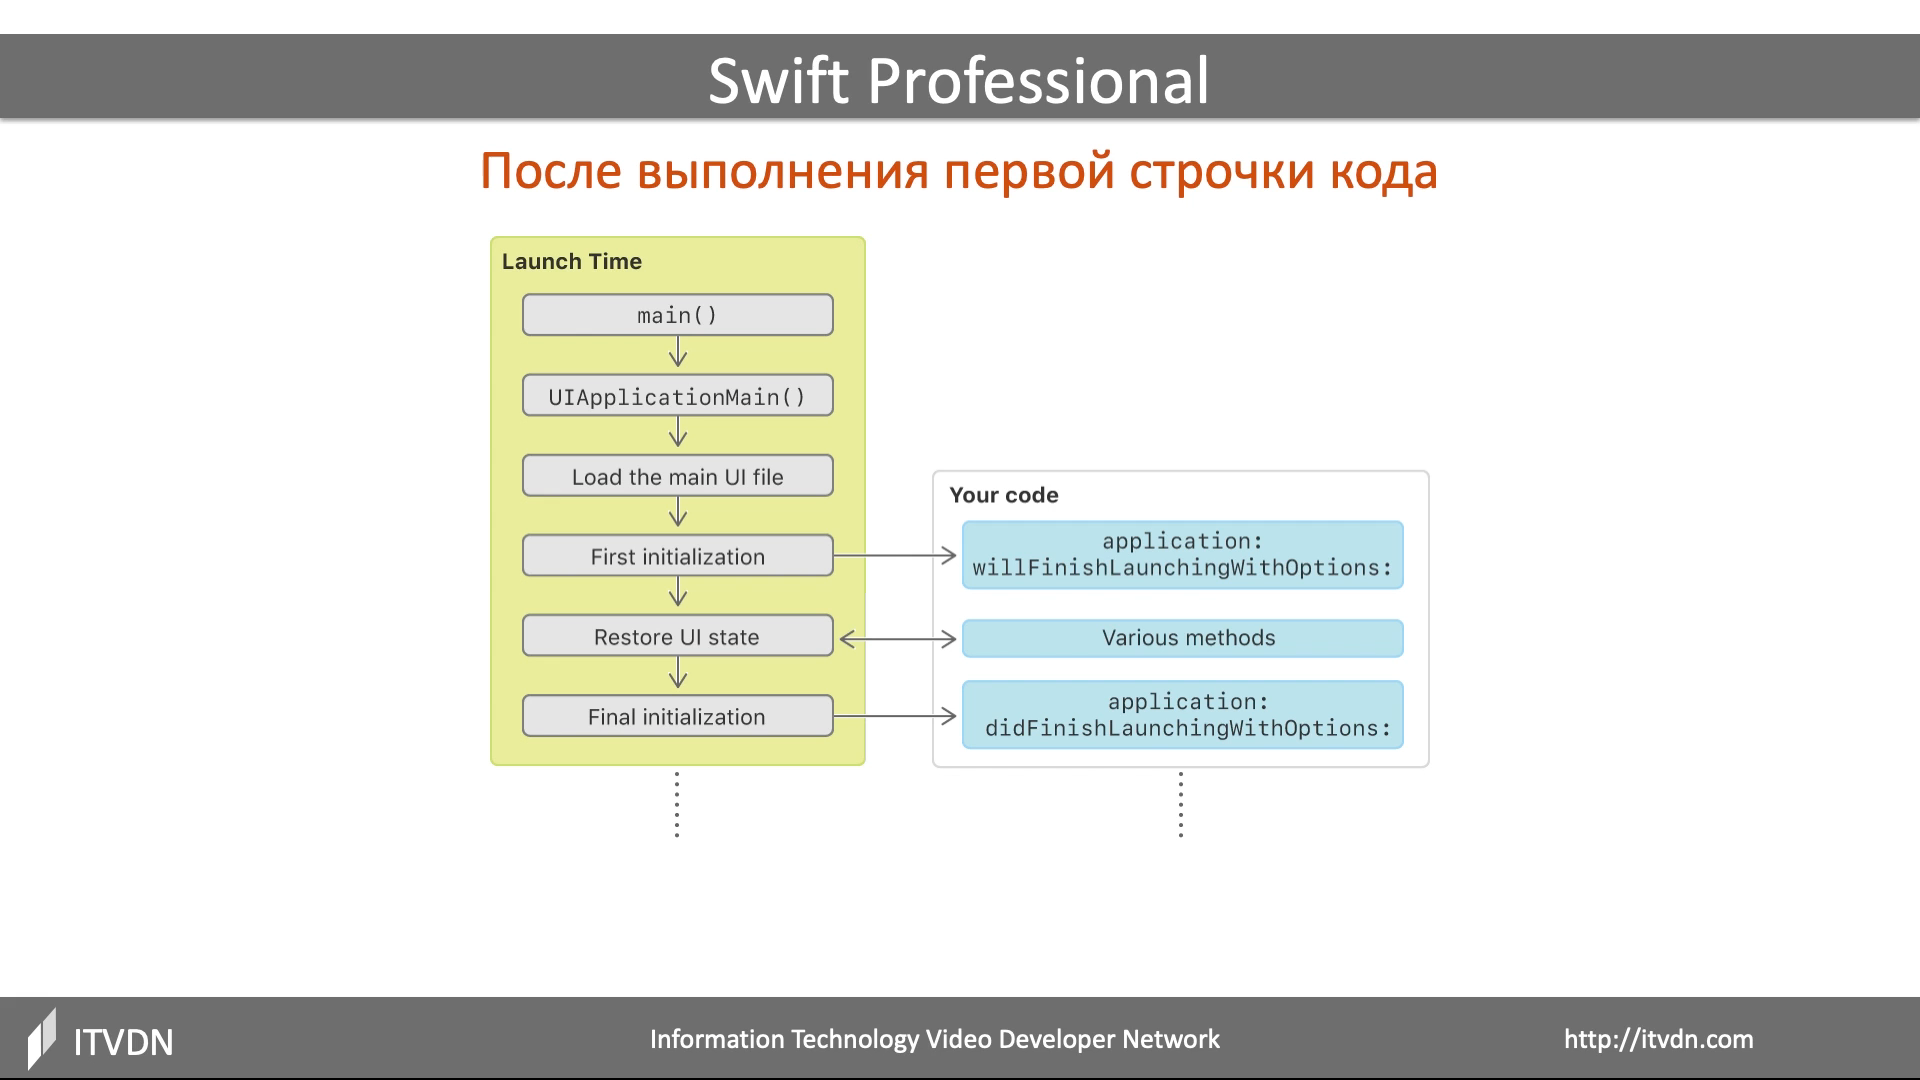 Swift Professional
После выполнения первой строчки кода
Launch Time
main()
UIApplicationMain()
Load the main UI file
First initialization
Restore UI state
Final initialization
Your code
application:
willFinishLaunchingWithOptions:
Various methods
application:
didFinishLaunchingWithOptions:
ITVDN
Information Technology Video Developer Network
http://itvdn.com